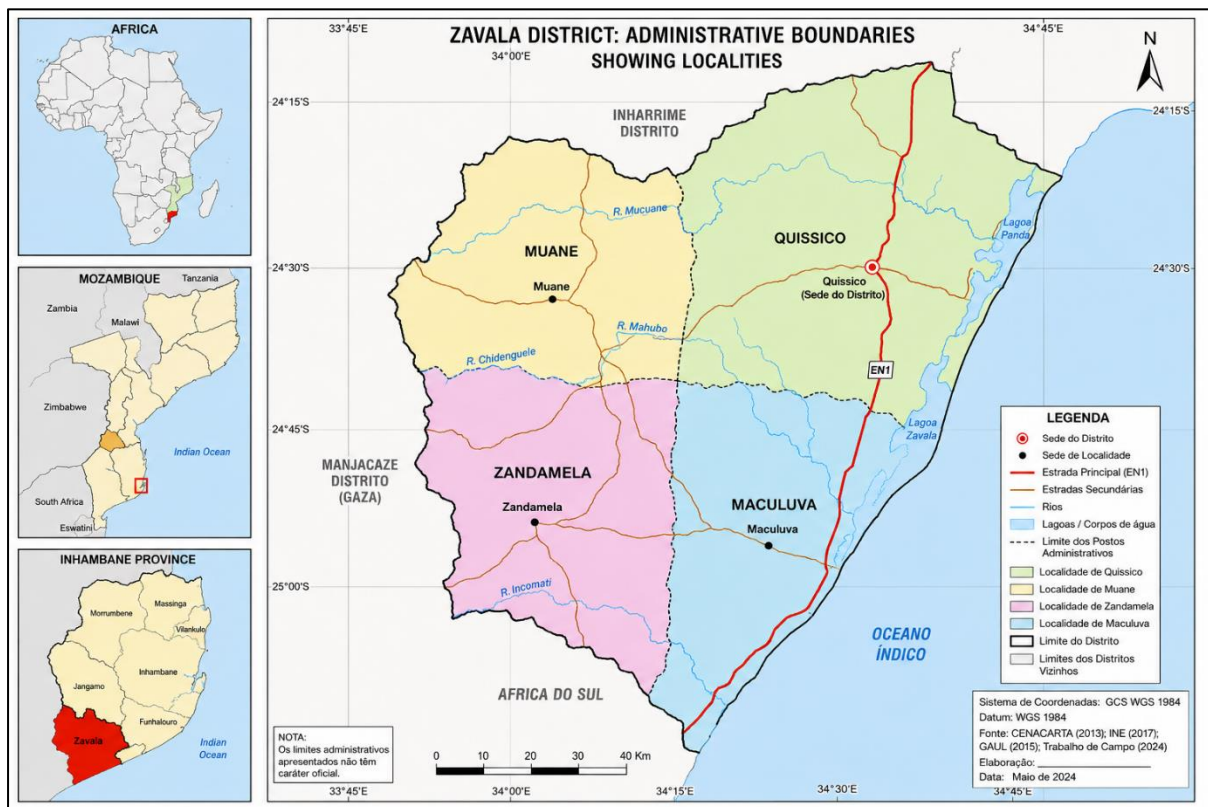 AFRICA
MOZAMBIQUE
Tanzania
Zambia
Malawi
Zimbabwe
Indian Ocean
South Africa
Eswatini
INHAMBANE PROVINCE
Morrumbene
Massinga
Vilankulo
Inhambane
Jangamo
Funhalouro
Zavala
Indian
Ocean
ZAVALA DISTRICT: ADMINISTRATIVE BOUNDARIES
SHOWING LOCALITIES
33°45'E
34°00'E
34°45'E
N
24°15'S
24°15'S
INHARRIME
DISTRITO
R. Mucuane
Lagoa
Panda
MUANE
QUISSICO
24°30'S
24°30'S
Muane
Quissico
(Sede do Distrito)
R. Mahubo
R. Chidenguele
EN1
Lagoa
Zavala
24°45'S
MANJACAZE
DISTRITO
(GAZA)
ZANDAMELA
Zandamela
MACULUVA
Maculuva
25°00'S
R. Incomati
OCEANO
ÍNDICO
AFRICA DO SUL
NOTA:
Os limites administrativos
apresentados não têm
caráter oficial.
0 10 20 30 40 Km
LEGENDA
Sede do Distrito
Sede de Localidade
Estrada Principal (EN1)
Estradas Secundárias
Rios
Lagoas / Corpos de água
Limite dos Postos
Administrativos
Localidade de Quissico
Localidade de Muane
Localidade de Zandamela
Localidade de Maculuva
Limite do Distrito
Limites dos Distritos
Vizinhos
Sistema de Coordenadas: GCS WGS 1984
Datum: WGS 1984
Fonte: CENACARTA (2013); INE (2017);
GAUL (2015); Trabalho de Campo (2024)
Elaboração:
Data: Maio de 2024
33°45'E
34°00'E
34°15'E
34°30'E
34°45'E